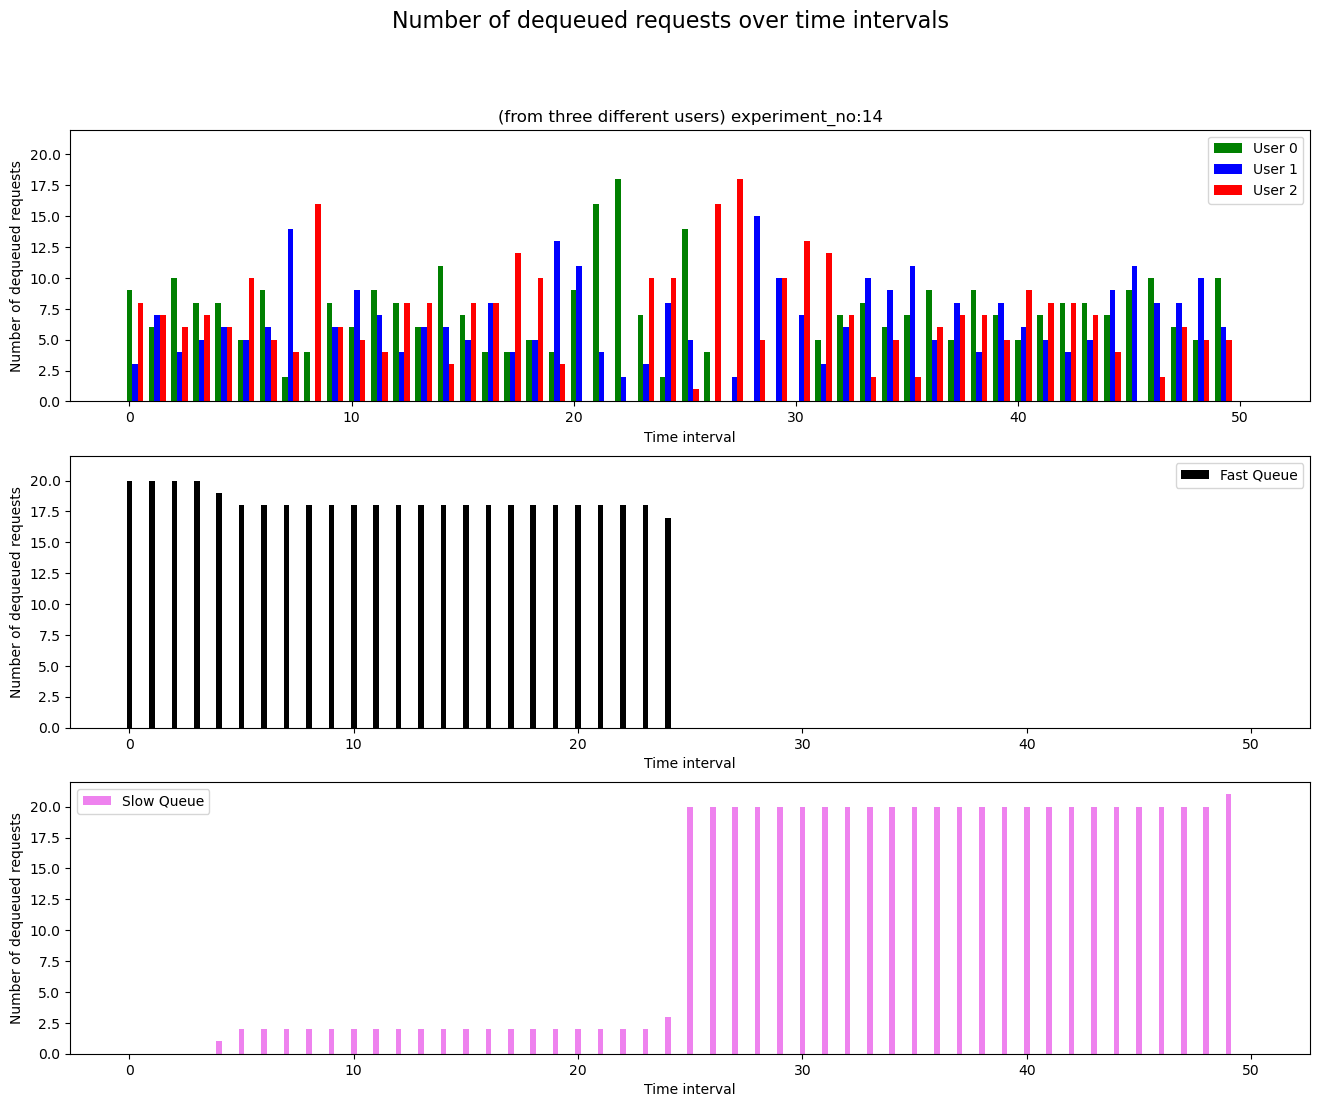 Number of dequeued requests over time intervals
(from three different users) experiment_no:14
Number of dequeued requests
20.0
17.5
15.0
12.5
10.0
7.5
5.0
2.5
0.0
User 0
User 1
User 2
0 10 20 30 40 50
Time interval
Number of dequeued requests
20.0
17.5
15.0
12.5
10.0
7.5
5.0
2.5
0.0
Fast Queue
0 10 20 30 40 50
Time interval
Number of dequeued requests
20.0
17.5
15.0
12.5
10.0
7.5
5.0
2.5
0.0
Slow Queue
0 10 20 30 40 50
Time interval